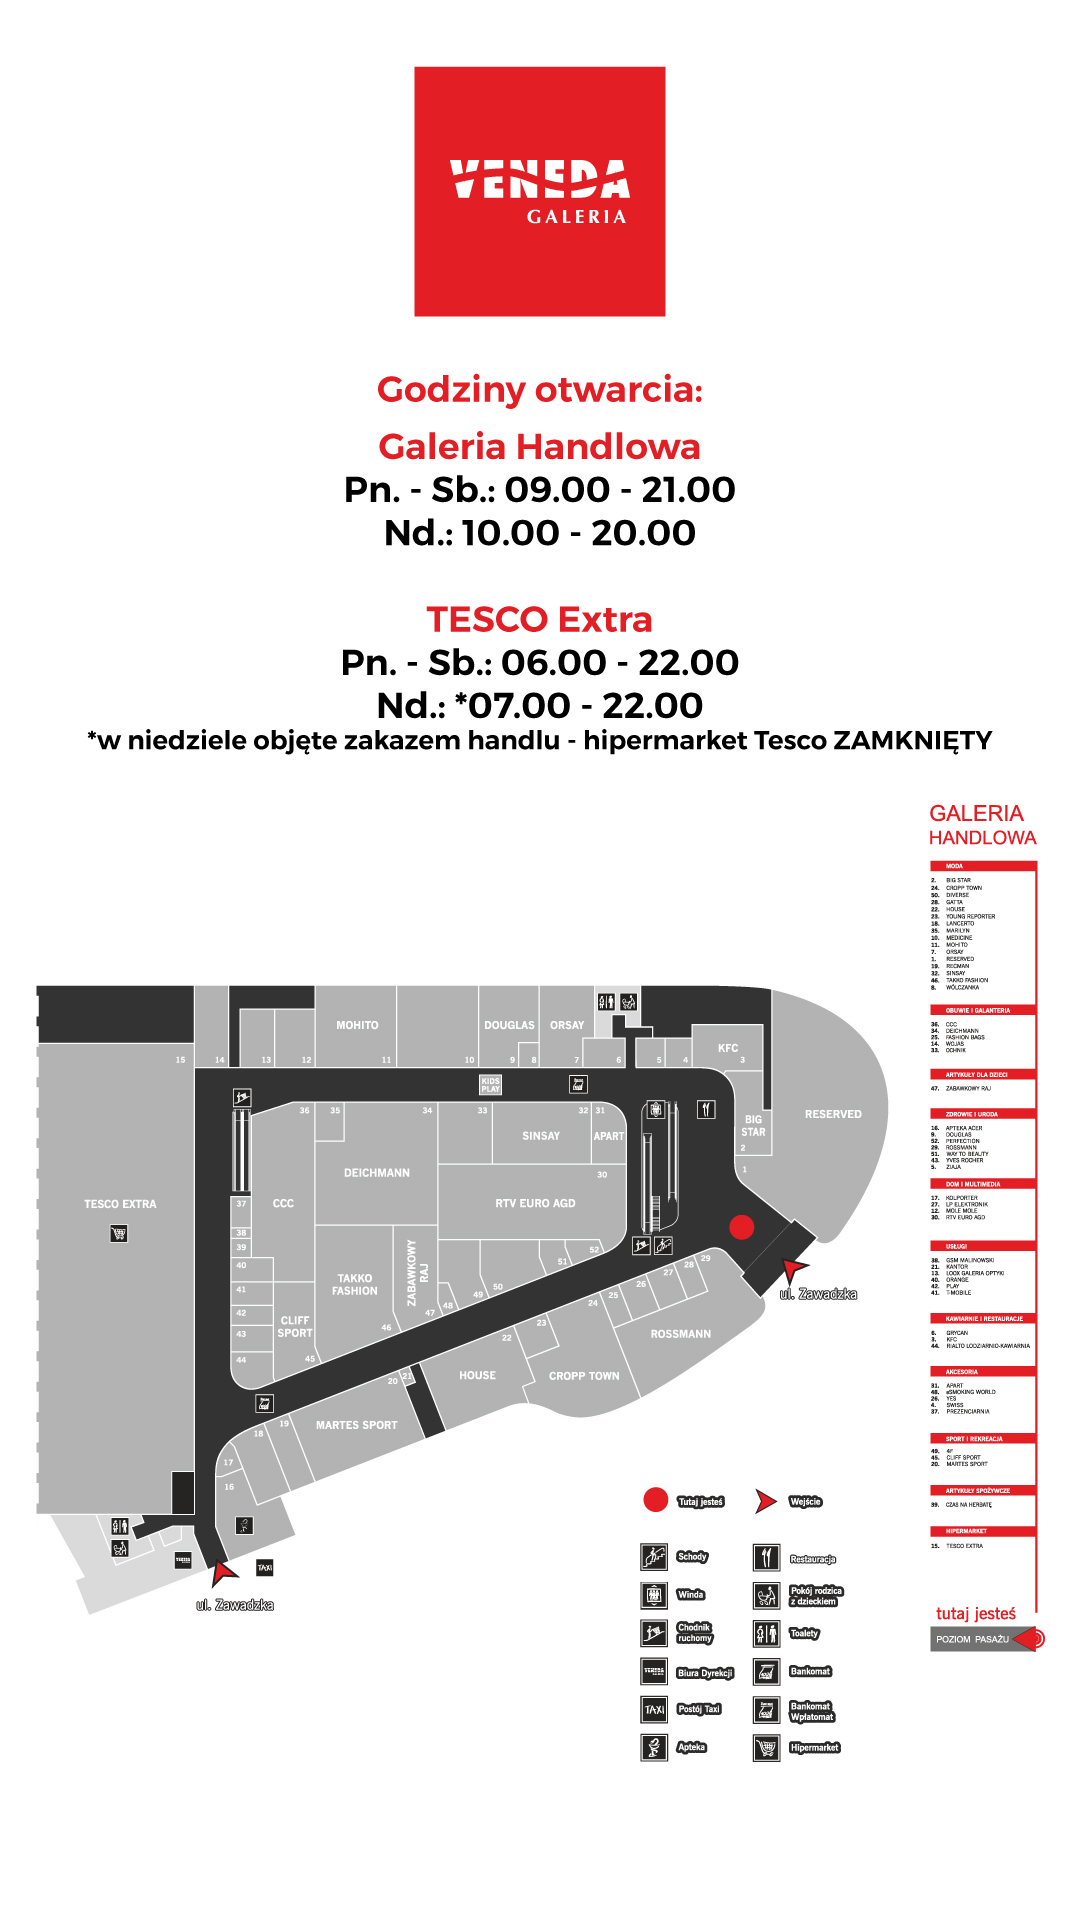 VENEDA
GALERIA
Godziny otwarcia:
Galeria Handlowa
Pn. - Sb.: 09.00 - 21.00
Nd.: 10.00 - 20.00
TESCO Extra
Pn. - Sb.: 06.00 - 22.00
Nd.: *07.00 - 22.00
*w niedziele objęte zakazem handlu - hipermarket Tesco ZAMKNIĘTY
GALERIA
HANDLOWA
MODA
2. BIG STAR
24. CROPP TOWN
50. DIVERSE
28. GATTA
22. HOUSE
23. YOUNG REPORTER
18. LANCERTO
35. MARILYN
10. MEDICINE
11. MOHITO
7. ORSAY
1. RESERVED
19. RECMAN
32. SINSAY
46. TAKKO FASHION
8. WÓLCZANKA
OBUWIE I GALANTERIA
36. CCC
34. DEICHMANN
25. FASHION BAGS
14. WOJAS
33. OCHNIK
ARTYKUŁY DLA DZIECI
47. ZABAWKOWY RAJ
ZDROWIE I URODA
16. APTEKA ACER
9. DOUGLAS
52. PERFECTION
29. ROSSMANN
51. WAY TO BEAUTY
43. YVES ROCHER
5. ZIAJA
DOM I MULTIMEDIA
17. KOLPORTER
27. LP ELEKTRONIK
12. MOLE MOLE
30. RTV EURO AGD
USŁUGI
38. GSM MALINOWSKI
21. KANTOR
13. LOOX GALERIA OPTYKI
40. ORANGE
42. PLAY
41. T-MOBILE
KAWIARNIE I RESTAURACJE
6. GRYCAN
3. KFC
44. RIALTO LODZIARNIO-KAWIARNIA
AKCESORIA
31. APART
48. eSMOKING WORLD
26. YES
4. SWISS
37. PREZENCIARNIA
SPORT I REKREACJA
49. 4F
45. CLIFF SPORT
20. MARTES SPORT
ARTYKUŁY SPOŻYWCZE
39. CZAS NA HERBATĘ
HIPERMARKET
15. TESCO EXTRA
tutaj jesteś
POZIOM PASAŻU
MOHITO
DOUGLAS
ORSAY
KFC
15
14
13
12
11
10
9
8
7
6
5
4
3
KIDS
PLAY
36
35
34
33
32
31
SINSAY
APART
BIG
STAR
2
1
RESERVED
DEICHMANN
30
TESCO EXTRA
CCC
RTV EURO AGD
37
38
39
40
41
42
43
44
CLIFF
SPORT
45
TAKKO
FASHION
46
ZABAWKOWY
RAJ
47
48
49
50
51
52
29
28
27
26
25
24
23
22
21
20
19
18
17
16
ul. Zawadzka
ROSSMANN
CROPP TOWN
HOUSE
MARTES SPORT
TAXI
ul. Zawadzka
Tutaj jesteś
Wejście
Schody
Restauracja
Winda
Pokój rodzica
z dzieckiem
Chodnik
ruchomy
Toalety
Biura Dyrekcji
Bankomat
TAXI
Postój Taxi
Bankomat
Wpłatomat
Apteka
Hipermarket